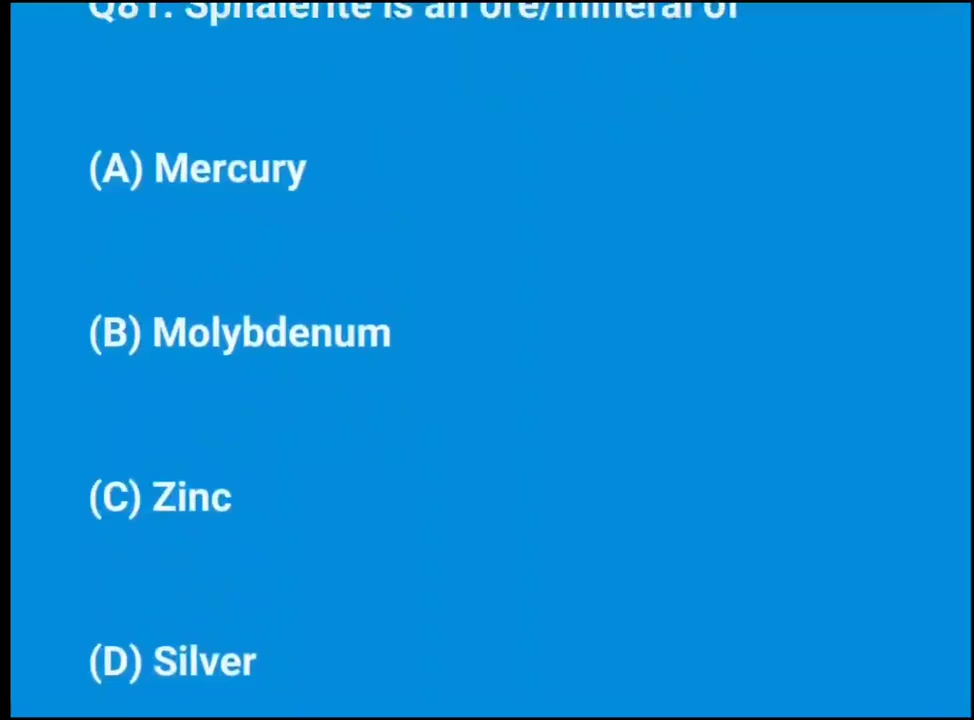 Q81. Sphalerite is an ore/mineral of
(A) Mercury
(B) Molybdenum
(C) Zinc
(D) Silver